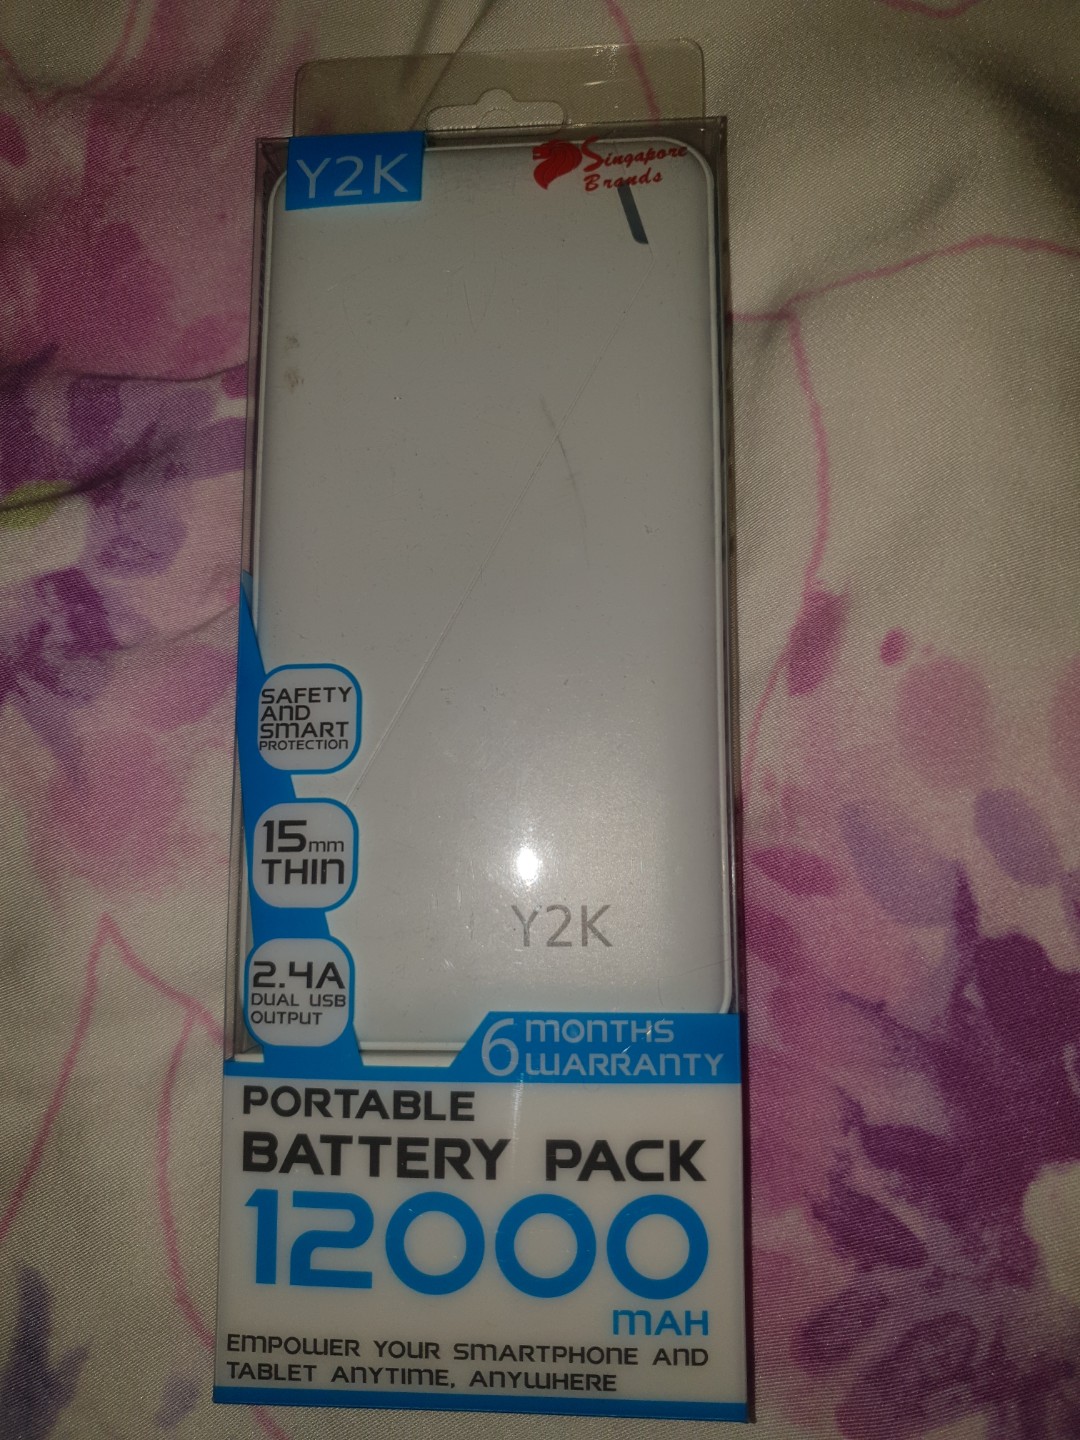 Y2K
Singapore
Brands
SAFETY
AND
SMART
PROTECTION
15mm
THIN
2.4A
DUAL USB
OUTPUT
Y2K
6 MONTHS
WARRANTY
PORTABLE
BATTERY PACK
12000
MAH
EMPOWER YOUR SMARTPHONE AND
TABLET ANYTIME, ANYWHERE